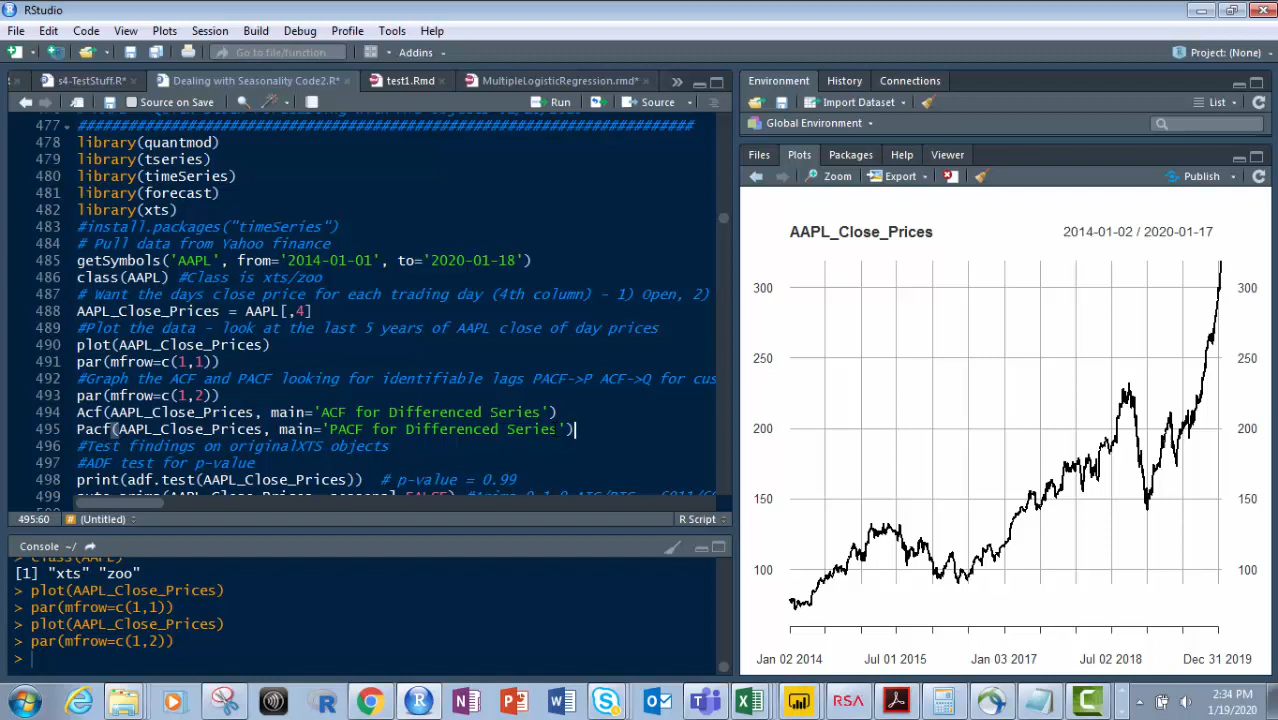 RStudio
File Edit Code View Plots Session Build Debug Profile Tools Help
Go to file/function
Addins
Project: (None)
s4-TestStuff.R*
Dealing with Seasonality Code2.R*
test1.Rmd
MultipleLogisticRegression.rmd*
Source on Save
Run
Source
477 ##########################################################################
478 library(quantmod)
479 library(tseries)
480 library(timeSeries)
481 library(forecast)
482 library(xts)
483 #install.packages("timeSeries")
484 # Pull data from Yahoo finance
485 getSymbols('AAPL', from='2014-01-01', to='2020-01-18')
486 class(AAPL) #Class is xts/zoo
487 # Want the days close price for each trading day (4th column) - 1) Open, 2)
488 AAPL_Close_Prices = AAPL[,4]
489 #Plot the data - look at the last 5 years of AAPL close of day prices
490 plot(AAPL_Close_Prices)
491 par(mfrow=c(1,1))
492 #Graph the ACF and PACF looking for identifiable lags PACF->P ACF->Q for cus
493 par(mfrow=c(1,2))
494 Acf(AAPL_Close_Prices, main='ACF for Differenced Series')
495 Pacf(AAPL_Close_Prices, main='PACF for Differenced Series')
496 #Test findings on originalXTS objects
497 #ADF test for p-value
498 print(adf.test(AAPL_Close_Prices)) # p-value = 0.99
499
495:60
(Untitled)
R Script
Console ~/
> class(AAPL)
[1] "xts" "zoo"
> plot(AAPL_Close_Prices)
> par(mfrow=c(1,1))
> plot(AAPL_Close_Prices)
> par(mfrow=c(1,2))
>
Environment History Connections
Import Dataset
List
Global Environment
Files Plots Packages Help Viewer
Zoom
Export
Publish
AAPL_Close_Prices
2014-01-02 / 2020-01-17
300 300
250 250
200 200
150 150
100 100
Jan 02 2014 Jul 01 2015 Jan 03 2017 Jul 02 2018 Dec 31 2019
RSA
2:34 PM
1/19/2020